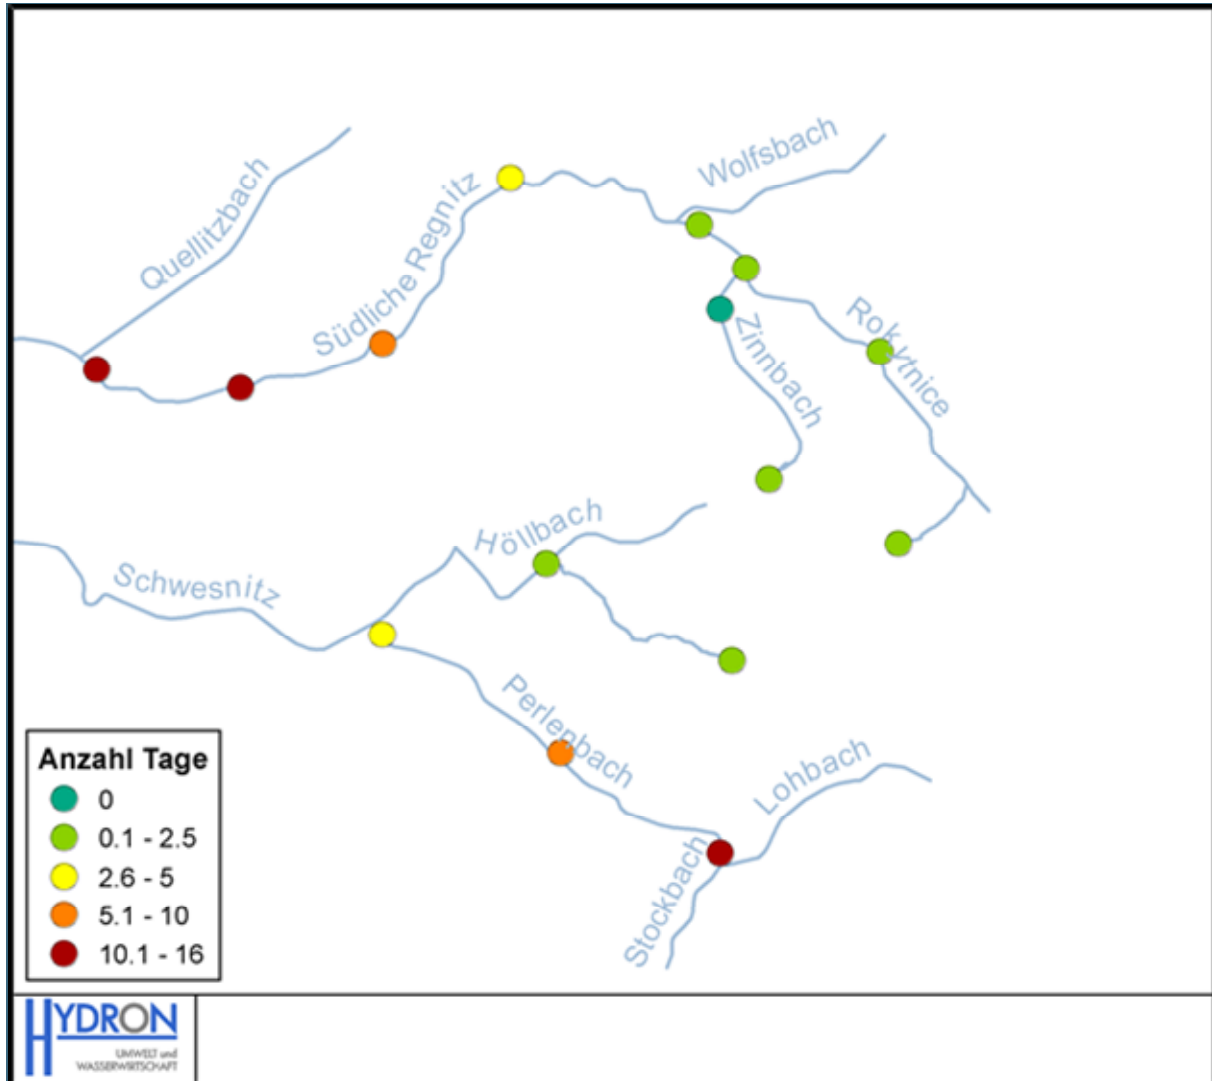 Wolfsbach
Quellitzbach
Südliche Regnitz
Zinnbach
Rokytnice
Höllbach
Schwesnitz
Perlenbach
Lohbach
Stockbach
Anzahl Tage
0
0.1 - 2.5
2.6 - 5
5.1 - 10
10.1 - 16
HYDRON
UMWELT und
WASSERWIRTSCHAFT